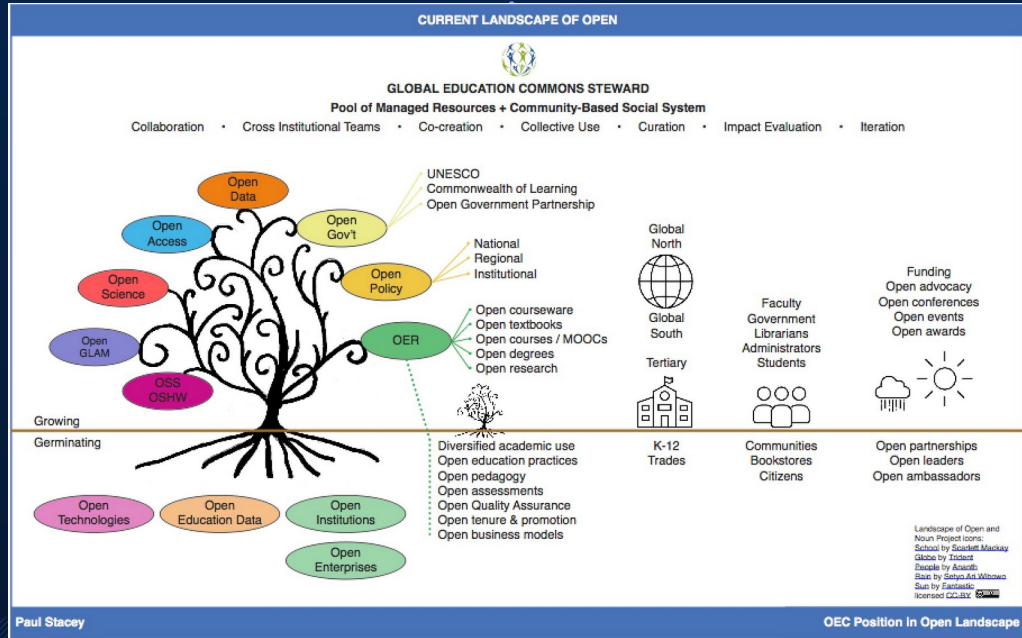 CURRENT LANDSCAPE OF OPEN
GLOBAL EDUCATION COMMONS STEWARD
Pool of Managed Resources + Community-Based Social System
Collaboration • Cross Institutional Teams • Co-creation • Collective Use • Curation • Impact Evaluation • Iteration
Open
Data
Open
Access
Open
Science
Open
GLAM
OSS
OSHW
Open
Gov't
UNESCO
Commonwealth of Learning
Open Government Partnership
Open
Policy
National
Regional
Institutional
OER
Open courseware
Open textbooks
Open courses / MOOCs
Open degrees
Open research
Global
North
Global
South
Tertiary
Faculty
Government
Librarians
Administrators
Students
Funding
Open advocacy
Open conferences
Open events
Open awards
Growing
Germinating
Diversified academic use
Open education practices
Open pedagogy
Open assessments
Open Quality Assurance
Open tenure & promotion
Open business models
K-12
Trades
Communities
Bookstores
Citizens
Open partnerships
Open leaders
Open ambassadors
Open
Technologies
Open
Education Data
Open
Institutions
Open
Enterprises
Landscape of Open and
Noun Project icons:
School by Scarlett Mackay
Globe by Trident
People by Ananth
Rain by Setyo Ari Wibowo
Sun by Fantastic
licensed CC-BY
Paul Stacey
OEC Position in Open Landscape